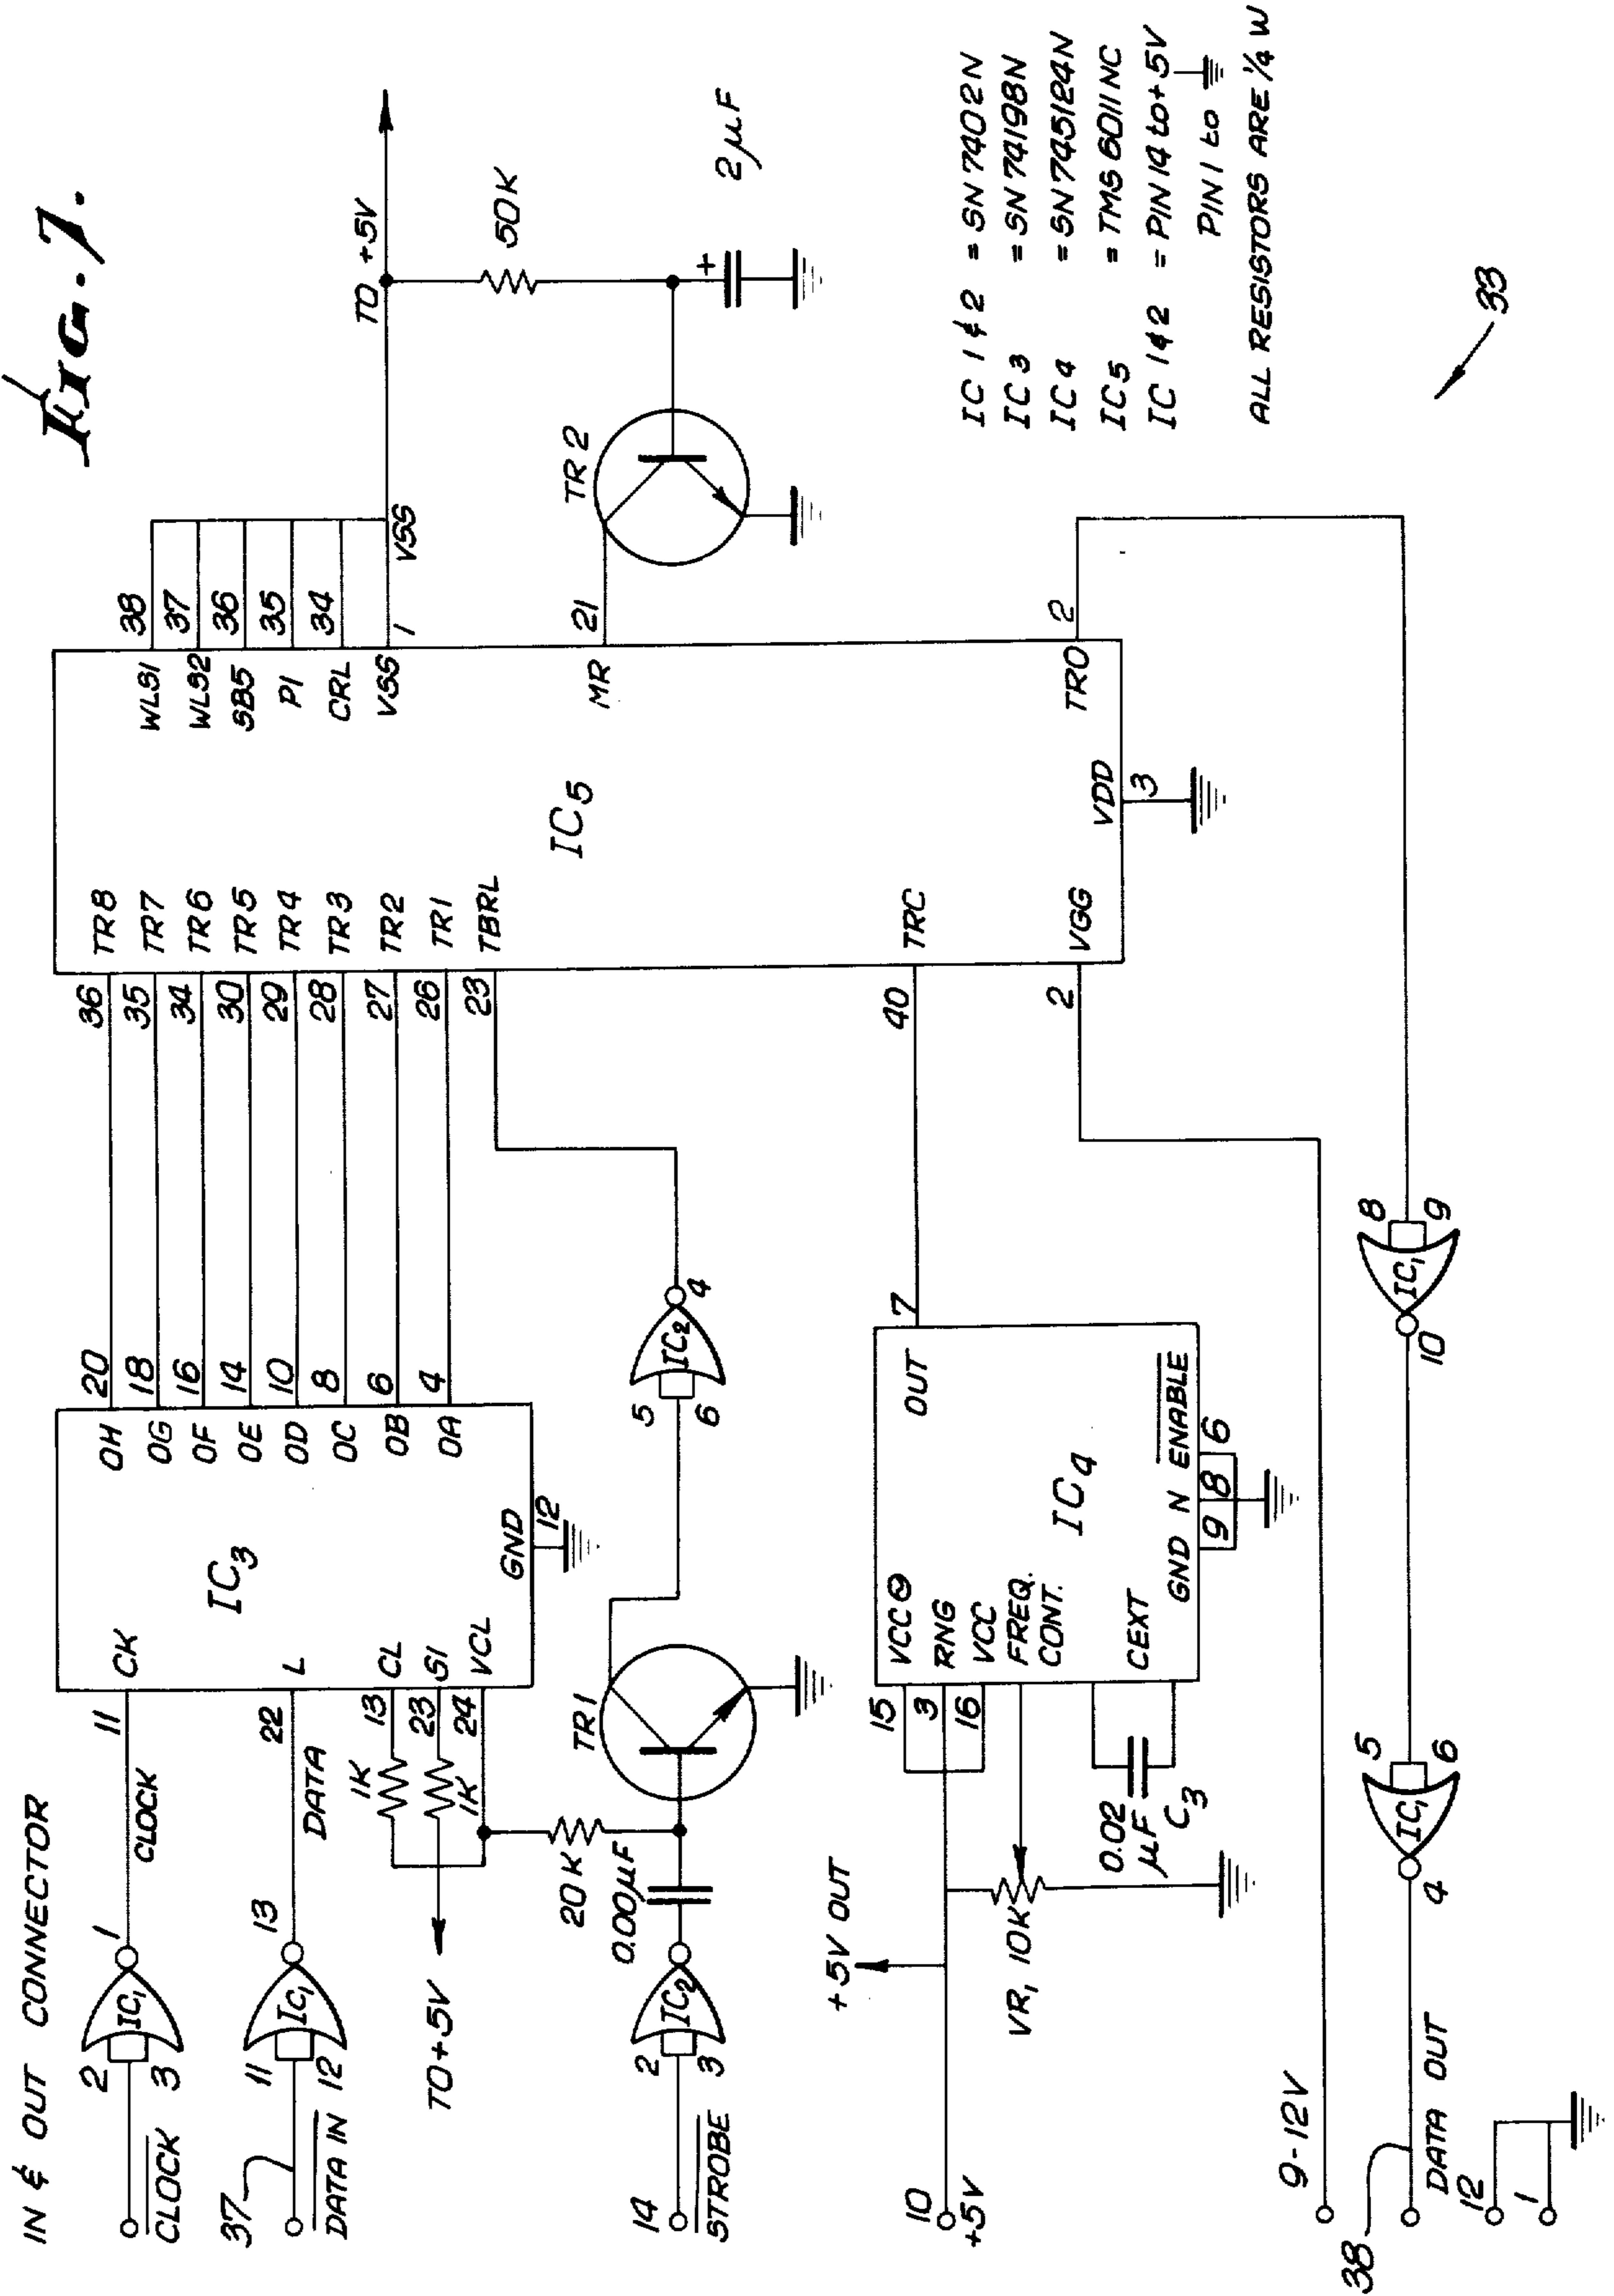 Fig. 7.
IN & OUT CONNECTOR
CLOCK
2
3
IC1
1
CLOCK
11
CK
37
DATA IN
11
12
IC1
13
DATA
22
L
TO +5V
1K
1K
13
23
24
CL
SI
VCL
IC3
GND
12
OH
OG
OF
OE
OD
OC
OB
OA
20
18
16
14
10
8
6
4
36
35
34
30
29
28
27
26
23
TR8
TR7
TR6
TR5
TR4
TR3
TR2
TR1
TBRL
IC5
WLS1
WLS2
SB5
PI
CRL
VSS
38
37
36
35
34
1
VSS
TO +5V
50K
2µF
MR
21
TR2
14
STROBE
2
3
IC2
0.00µF
20K
TR1
5
6
IC2
4
10
+5V
+5V OUT
VR, 10K
15
3
16
VCCΘ
RNG
VCC
FREQ.
CONT.
CEXT
0.02
µF
C3
IC4
GND N ENABLE
9 8 6
OUT
7
40
TRC
2
VGG
VDD
3
TRO
2
9-12V
38
DATA OUT
4
IC1
5
6
10
IC1
8
9
12
1
IC 1 & 2 = SN7402N
IC 3 = SN74198N
IC 4 = SN745124N
IC 5 = TMS6011NC
IC 1&2 = PIN 14 to +5V
PIN 1 to
ALL RESISTORS ARE ¼ W
33